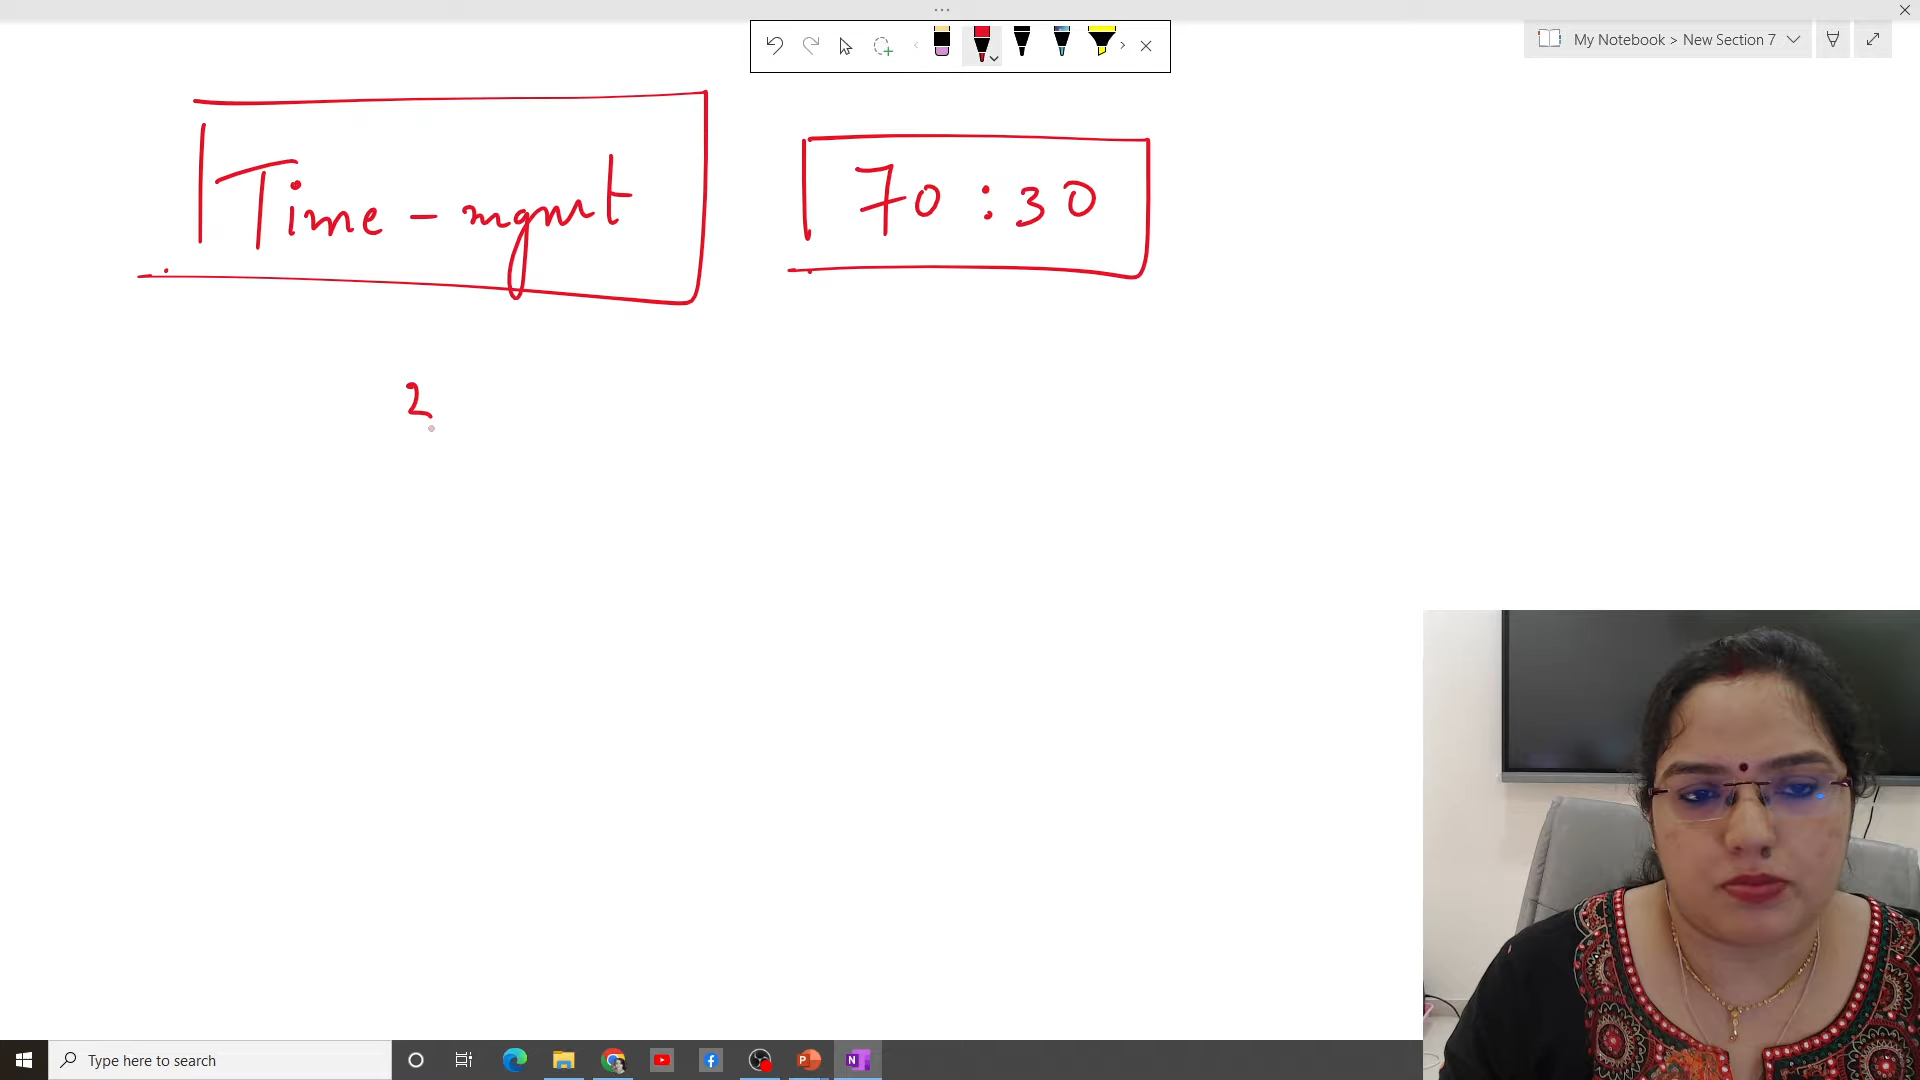 My Notebook > New Section 7
Time - mgmt
70 : 30
2
Type here to search